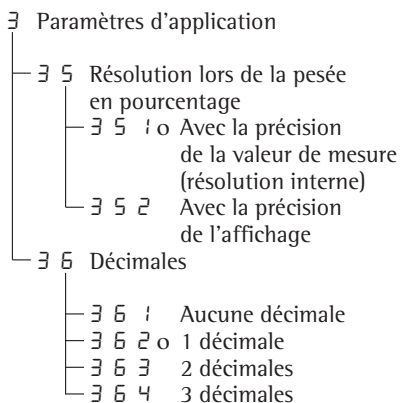 3 Paramètres d'application
3 5 Résolution lors de la pesée
en pourcentage
3 5 1 o Avec la précision
de la valeur de mesure
(résolution interne)
3 5 2 Avec la précision
de l'affichage
3 6 Décimales
3 6 1 Aucune décimale
3 6 2 o 1 décimale
3 6 3 2 décimales
3 6 4 3 décimales